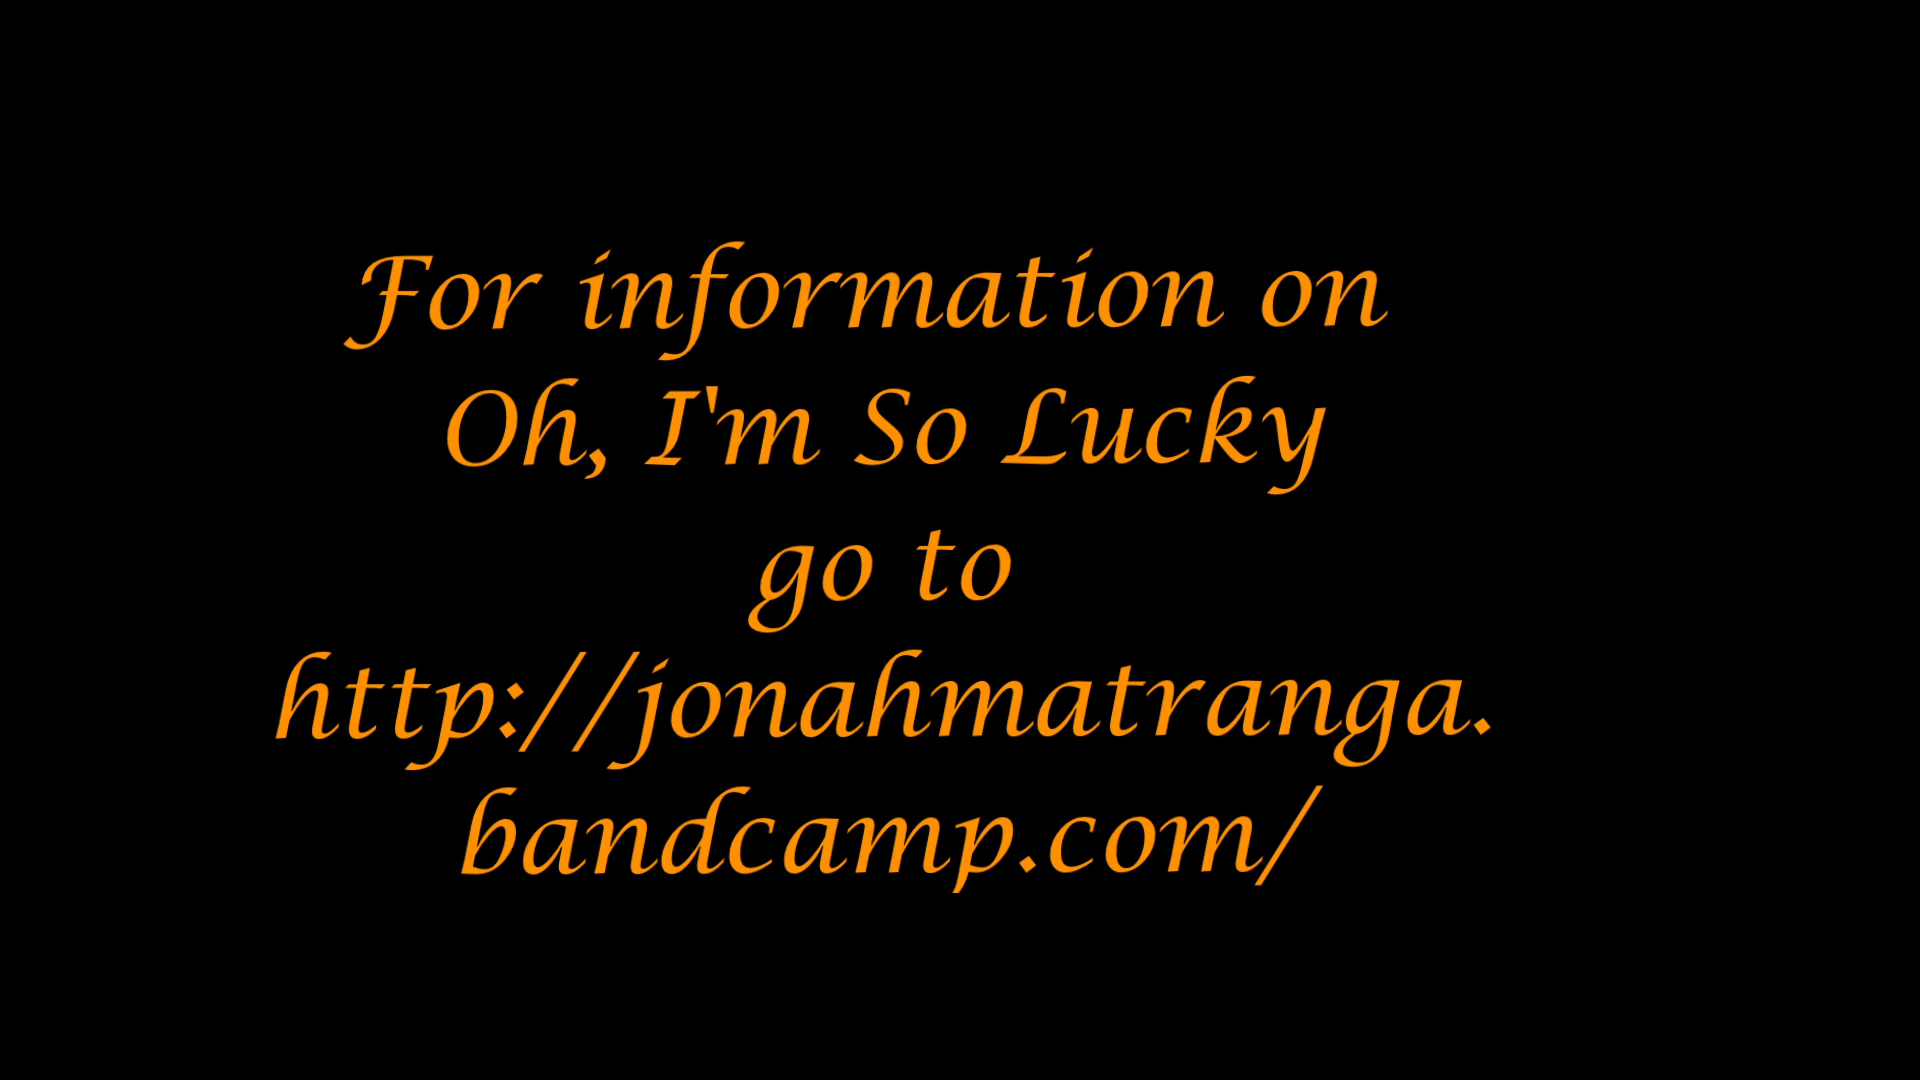 For information on
Oh, I'm So Lucky
go to
http://jonahmatranga.
bandcamp.com/